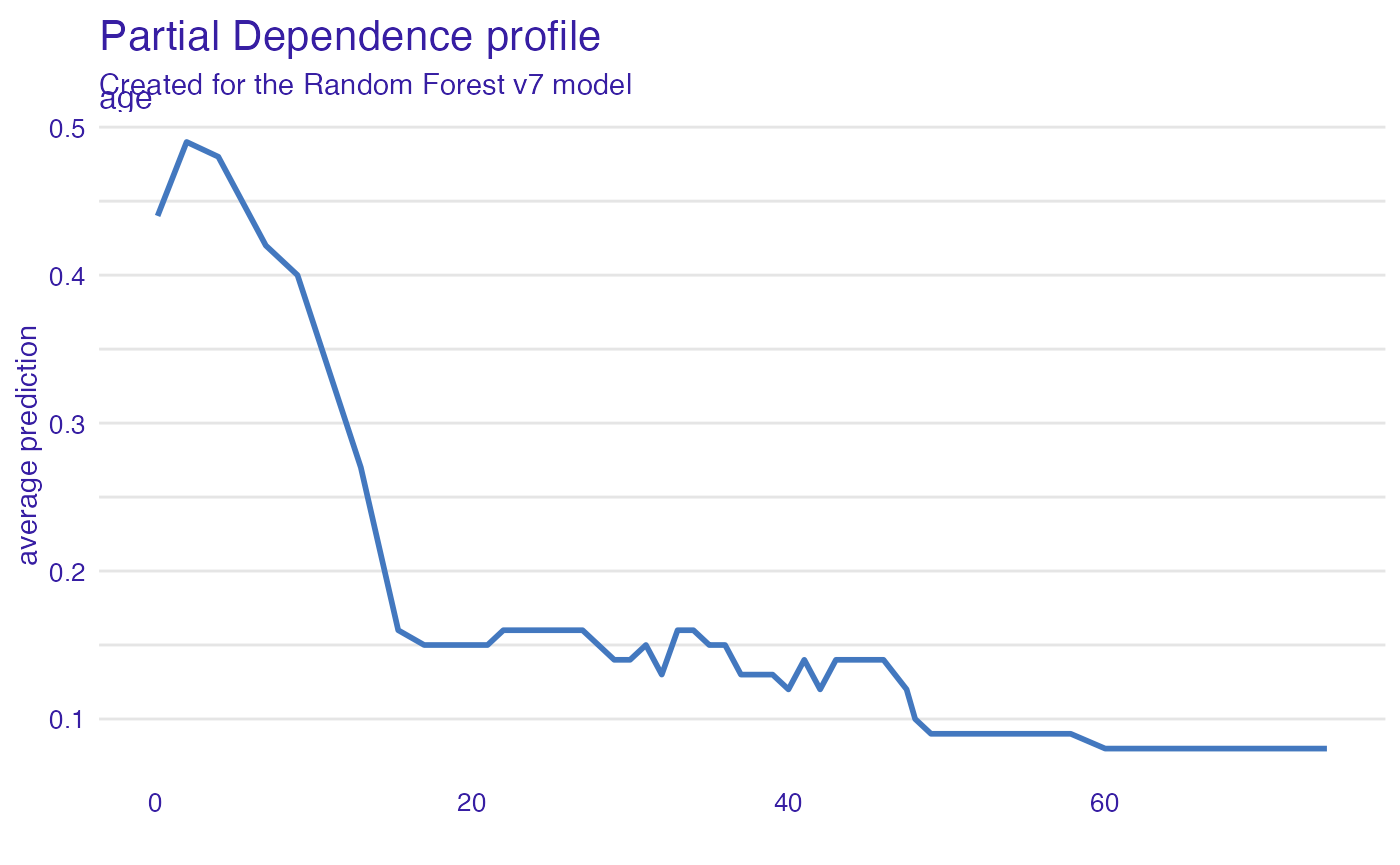 Partial Dependence profile
Created for the Random Forest v7 model
age
average prediction
0.5
0.4
0.3
0.2
0.1
0 20 40 60